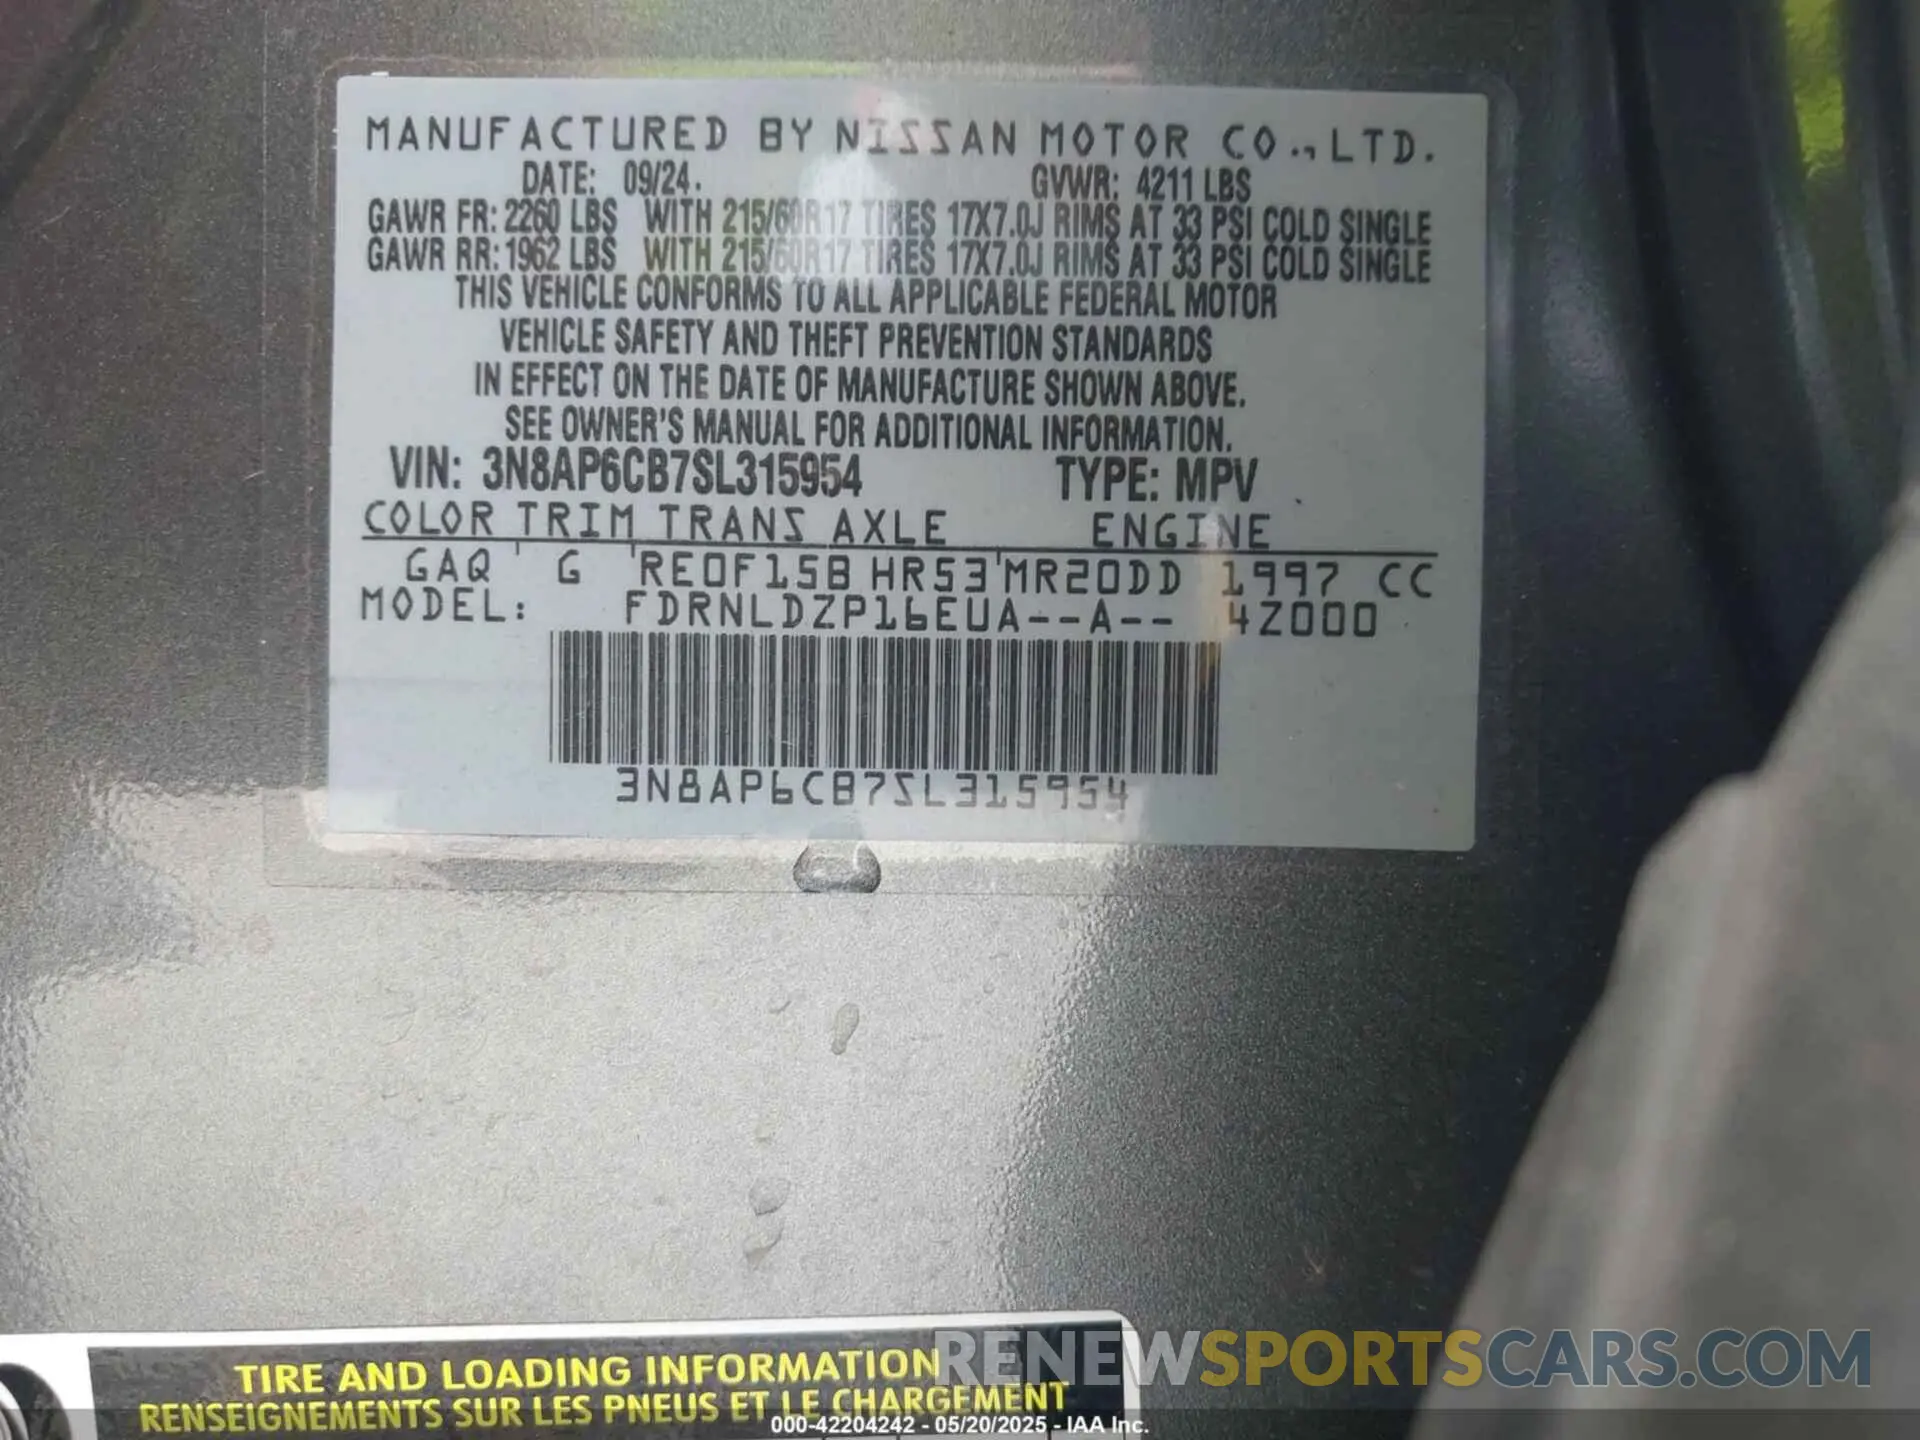 MANUFACTURED BY NISSAN MOTOR CO., LTD.
DATE: 09/24. GVWR: 4211 LBS
GAWR FR: 2260 LBS WITH 215/60R17 TIRES 17X7.0J RIMS AT 33 PSI COLD SINGLE
GAWR RR: 1962 LBS WITH 215/60R17 TIRES 17X7.0J RIMS AT 33 PSI COLD SINGLE
THIS VEHICLE CONFORMS TO ALL APPLICABLE FEDERAL MOTOR
VEHICLE SAFETY AND THEFT PREVENTION STANDARDS
IN EFFECT ON THE DATE OF MANUFACTURE SHOWN ABOVE.
SEE OWNER'S MANUAL FOR ADDITIONAL INFORMATION.
VIN: 3N8AP6CB7SL315954 TYPE: MPV
COLOR TRIM TRANS AXLE ENGINE
GAQ G RE0F15B HR53 MR20DD 1997 CC
MODEL: FDRNLDZP16EUA--A-- 4Z000
3N8AP6CB7SL315954
TIRE AND LOADING INFORMATION
RENSEIGNEMENTS SUR LES PNEUS ET LE CHARGEMENT
RENEWSPORTSCARS.COM
000-42204242 - 05/20/2025 - IAA Inc.